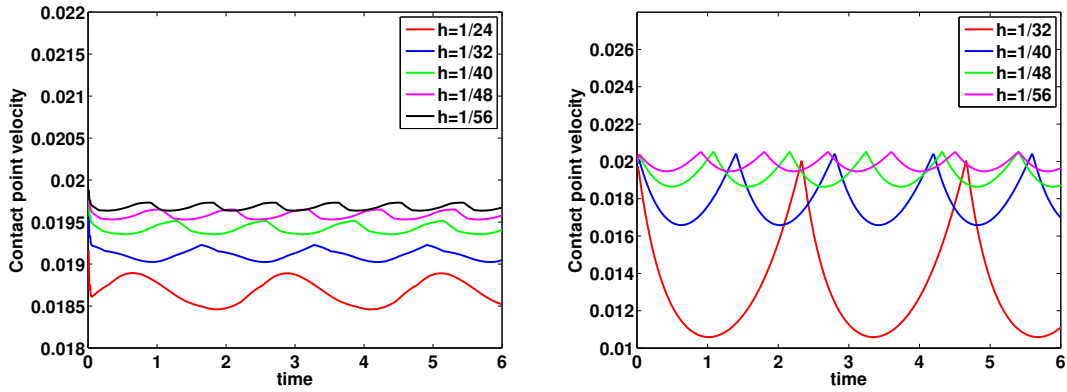 Contact point velocity
0.022
0.0215
0.021
0.0205
0.02
0.0195
0.019
0.0185
0.018
0 1 2 3 4 5 6
time
h=1/24
h=1/32
h=1/40
h=1/48
h=1/56
Contact point velocity
0.026
0.024
0.022
0.02
0.018
0.016
0.014
0.012
0.01
0 1 2 3 4 5 6
time
h=1/32
h=1/40
h=1/48
h=1/56